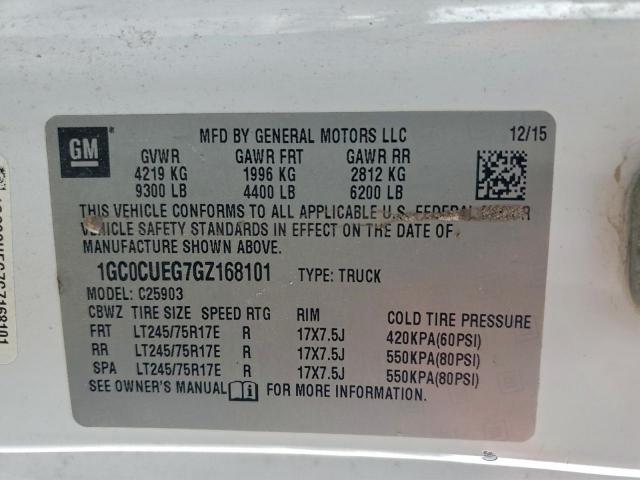 GM
MFD BY GENERAL MOTORS LLC 12/15
GVWR GAWR FRT GAWR RR
4219 KG 1996 KG 2812 KG
9300 LB 4400 LB 6200 LB
THIS VEHICLE CONFORMS TO ALL APPLICABLE U.S. FEDERAL
VEHICLE SAFETY STANDARDS IN EFFECT ON THE DATE OF
MANUFACTURE SHOWN ABOVE.
1GC0CUEG7GZ168101 TYPE: TRUCK
MODEL: C25903
CBWZ TIRE SIZE SPEED RTG RIM COLD TIRE PRESSURE
FRT LT245/75R17E R 17X7.5J 420KPA(60PSI)
RR LT245/75R17E R 17X7.5J 550KPA(80PSI)
SPA LT245/75R17E R 17X7.5J 550KPA(80PSI)
SEE OWNER'S MANUAL i FOR MORE INFORMATION.